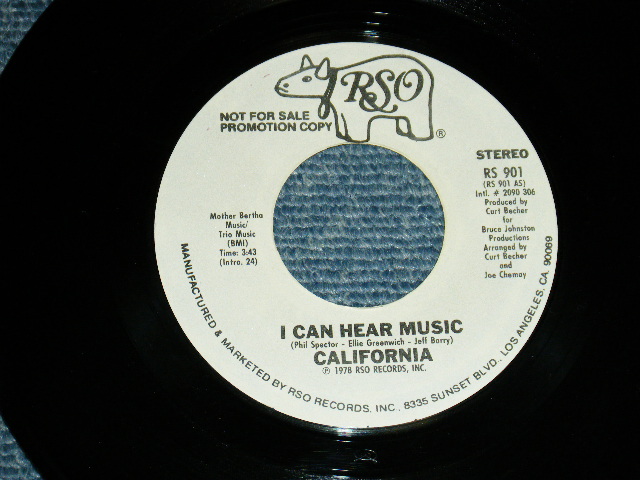 RSO
®
NOT FOR SALE
PROMOTION COPY
STEREO
RS 901
(RS 901 AS)
Intl. # 2090 306
Produced by
Curt Becher
for
Bruce Johnston
Productions
Arranged by
Curt Becher
and
Joe Chemay
Mother Bertha
Music/
Trio Music
(BMI)
Time: 3:43
(Intro. 24)
I CAN HEAR MUSIC
(Phil Spector - Ellie Greenwich - Jeff Barry)
CALIFORNIA
℗ 1978 RSO RECORDS, INC.
MANUFACTURED & MARKETED BY RSO RECORDS, INC. 8335 SUNSET BLVD. LOS ANGELES, CA. 90069